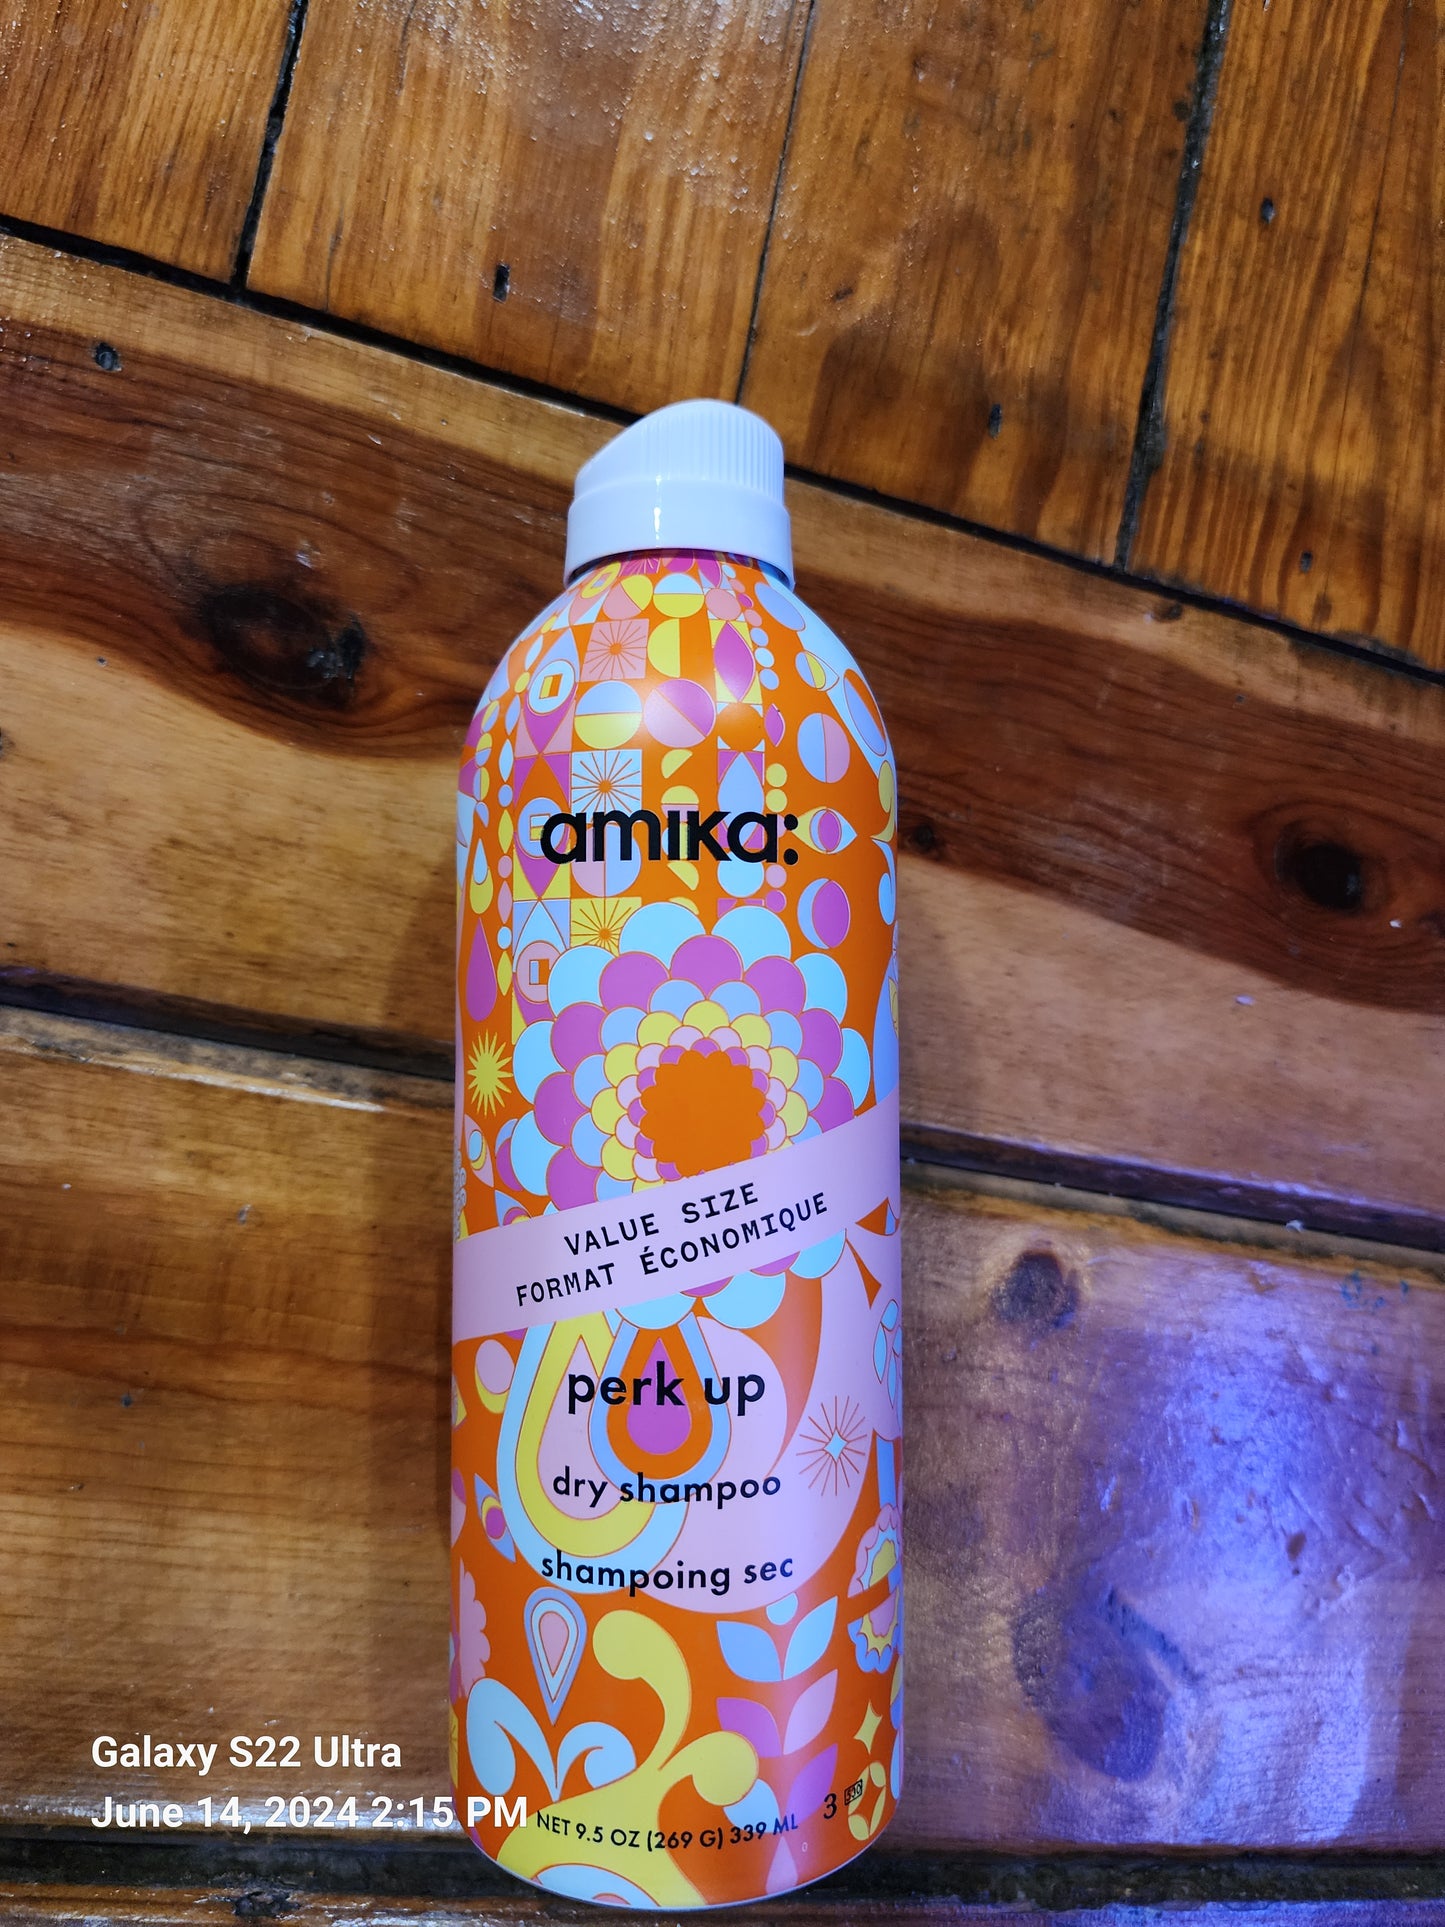 amika:
VALUE SIZE
FORMAT ÉCONOMIQUE
perk up
dry shampoo
shampoing sec
NET 9.5 OZ (269 G) 339 ML
3
Galaxy S22 Ultra
June 14, 2024 2:15 PM